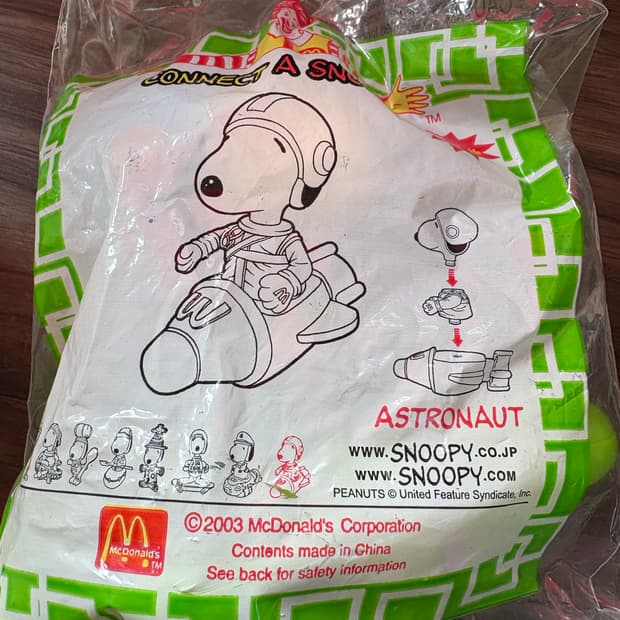 CONNECT A SN
TM
ASTRONAUT
WWW.SNOOPY.CO.JP
WWW.SNOOPY.COM
PEANUTS © United Feature Syndicate, Inc.
McDonald's
TM
©2003 McDonald's Corporation
Contents made in China
See back for safety information